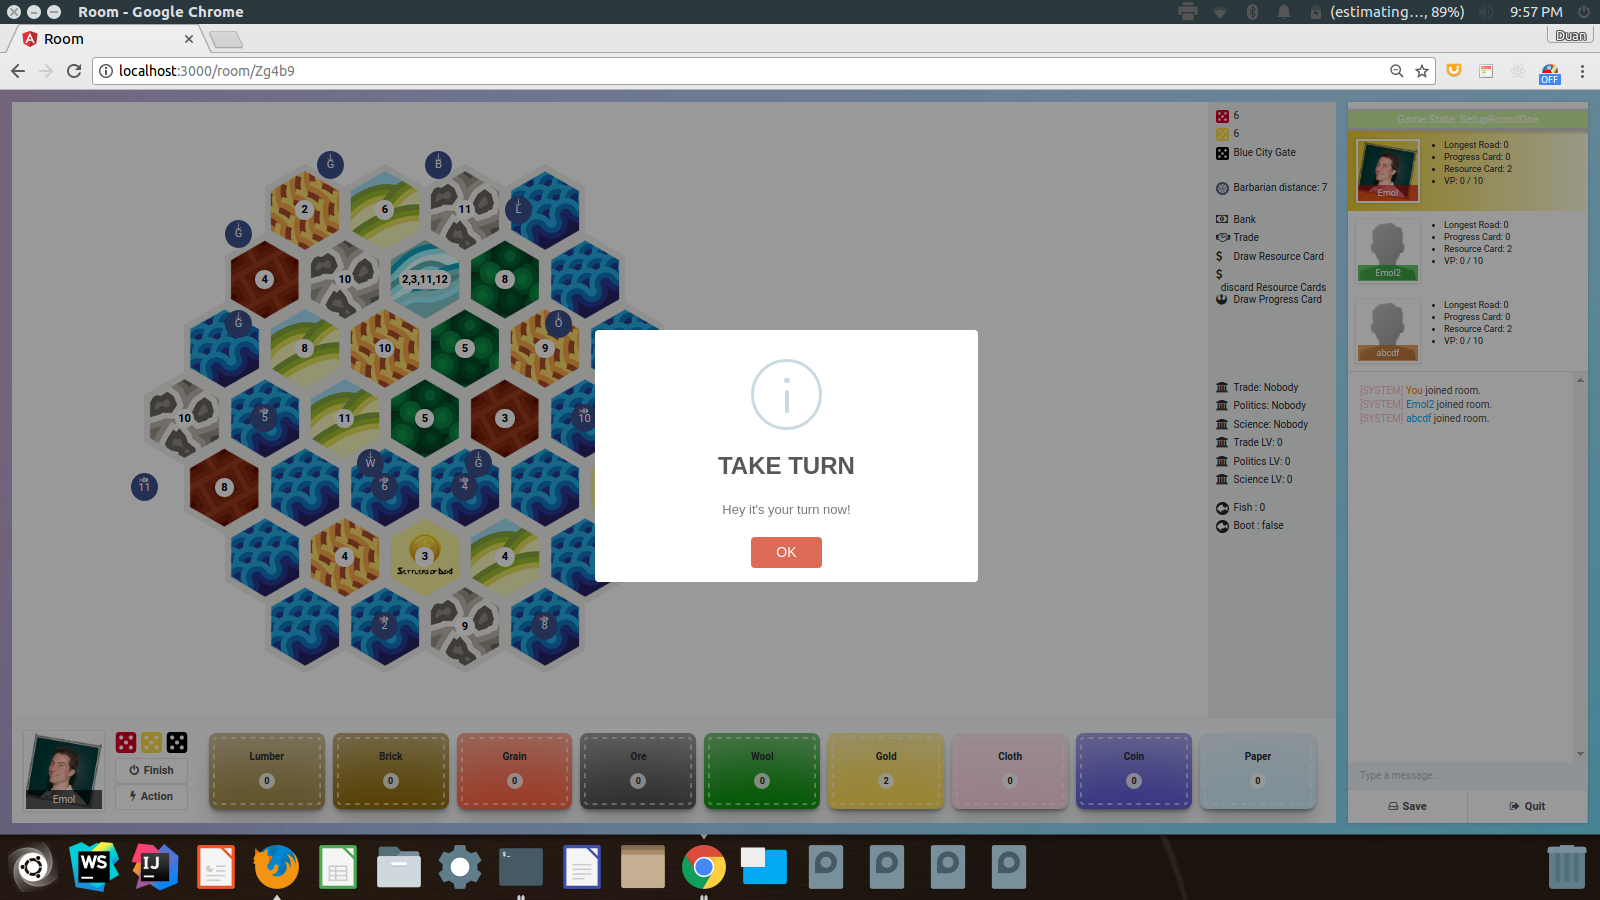 Room - Google Chrome
(estimating..., 89%)
9:57 PM
Room
Duan
localhost:3000/room/Zg4b9
OFF
G
B
2
6
11
L
G
4
10
2,3,11,12
8
G
8
10
5
O
9
10
5
11
5
3
10
11
8
W
6
G
4
4
3
SETTLERS OF
4
2
9
8
6
6
Blue City Gate
Barbarian distance: 7
Bank
Trade
Draw Resource Card
discard Resource Cards
Draw Progress Card
Trade: Nobody
Politics: Nobody
Science: Nobody
Trade LV: 0
Politics LV: 0
Science LV: 0
Fish : 0
Boot : false
TAKE TURN
Hey it's your turn now!
OK
Game State: SetupRoundOne
Emol
Longest Road: 0
Progress Card: 0
Resource Card: 2
VP: 0 / 10
Emol2
Longest Road: 0
Progress Card: 0
Resource Card: 2
VP: 0 / 10
abcdf
Longest Road: 0
Progress Card: 0
Resource Card: 2
VP: 0 / 10
[SYSTEM] You joined room.
[SYSTEM] Emol2 joined room.
[SYSTEM] abcdf joined room.
Type a message...
Save
Quit
Emol
Finish
Action
Lumber
0
Brick
0
Grain
0
Ore
0
Wool
0
Gold
2
Cloth
0
Coin
0
Paper
0
WS
IJ